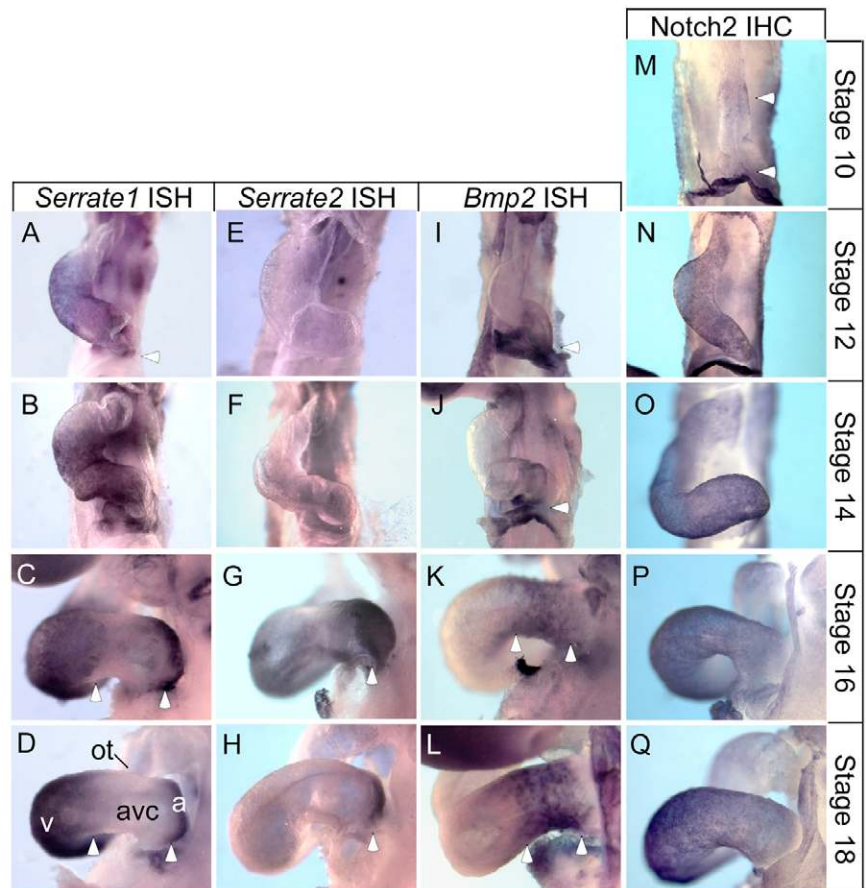 Notch2 IHC
M
Stage 10
Serrate1 ISH
Serrate2 ISH
Bmp2 ISH
A
E
I
N
Stage 12
B
F
J
O
Stage 14
C
G
K
P
Stage 16
D
ot
a
v
avc
H
L
Q
Stage 18